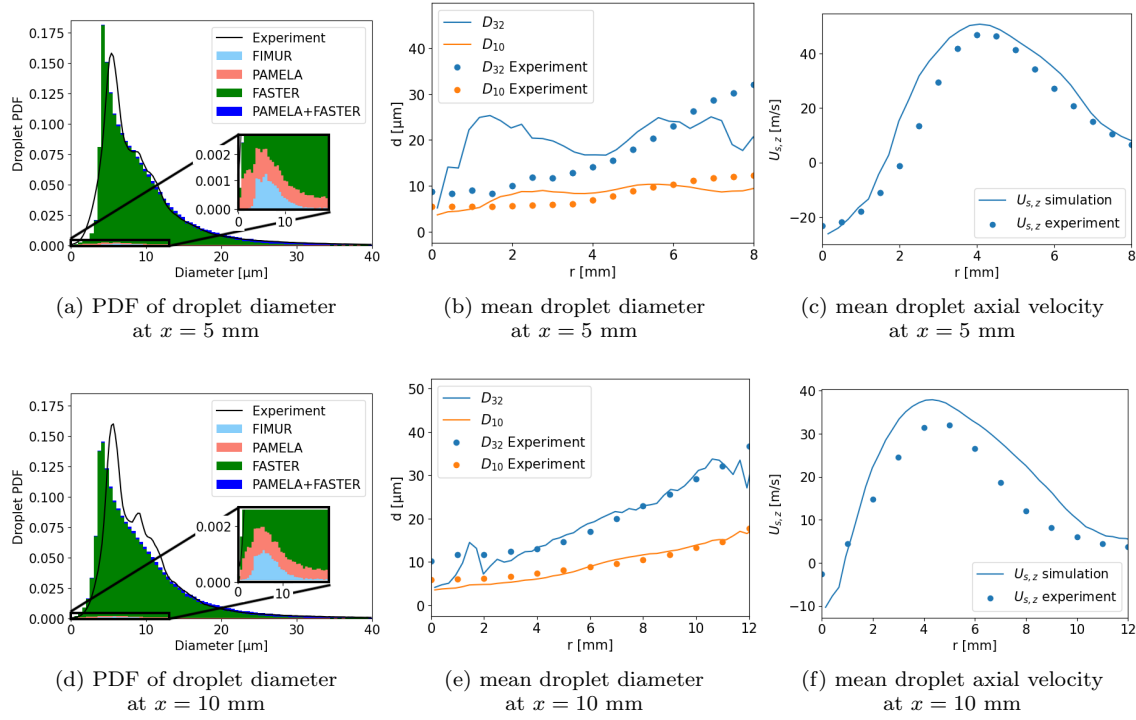 0.175
0.150
0.125
0.100
0.075
0.050
0.025
0.000
Droplet PDF
Experiment
FIMUR
PAMELA
FASTER
PAMELA+FASTER
0.002
0.001
0.000
0 10
0 10 20 30 40
Diameter [μm]
(a) PDF of droplet diameter
at x = 5 mm
40
30
20
10
0
d [μm]
D32
D10
D32 Experiment
D10 Experiment
0 2 4 6 8
r [mm]
(b) mean droplet diameter
at x = 5 mm
40
20
0
−20
Us,z [m/s]
Us,z simulation
Us,z experiment
0 2 4 6 8
r [mm]
(c) mean droplet axial velocity
at x = 5 mm
0.175
0.150
0.125
0.100
0.075
0.050
0.025
0.000
Droplet PDF
Experiment
FIMUR
PAMELA
FASTER
PAMELA+FASTER
0.002
0.000
0 10
0 10 20 30 40
Diameter [μm]
(d) PDF of droplet diameter
at x = 10 mm
50
40
30
20
10
0
d [μm]
D32
D10
D32 Experiment
D10 Experiment
0 2 4 6 8 10 12
r [mm]
(e) mean droplet diameter
at x = 10 mm
40
30
20
10
0
−10
Us,z [m/s]
Us,z simulation
Us,z experiment
0 2 4 6 8 10 12
r [mm]
(f) mean droplet axial velocity
at x = 10 mm